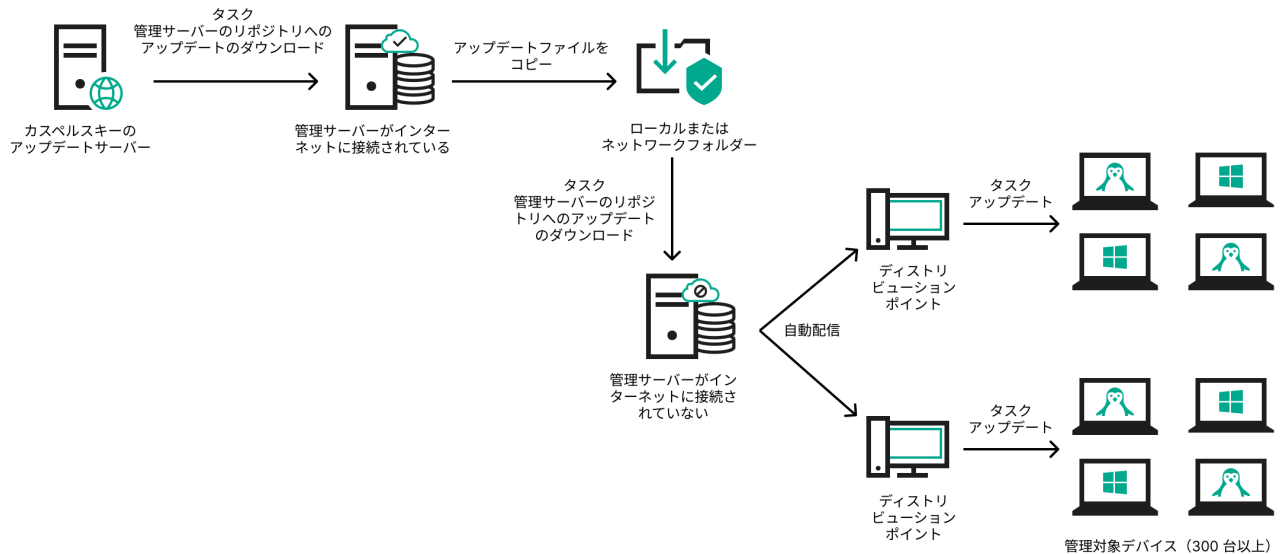 タスク
管理サーバーのリポジトリへの
アップデートのダウンロード
アップデートファイルを
コピー
カスペルスキーの
アップデートサーバー
管理サーバーがインター
ネットに接続されている
ローカルまたは
ネットワークフォルダー
タスク
管理サーバーのリポジ
トリへのアップデート
のダウンロード
タスク
アップデート
ディストリ
ビューション
ポイント
自動配信
管理サーバーがイン
ターネットに接続さ
れていない
タスク
アップデート
ディストリ
ビューション
ポイント
管理対象デバイス（300 台以上）